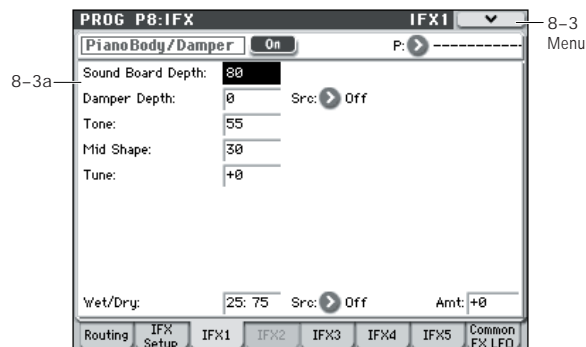 PROG P8:IFX IFX1
8–3
Menu
PianoBody/Damper On P: ------------
8–3a
Sound Board Depth: 80
Damper Depth: 0 Src: Off
Tone: 55
Mid Shape: 30
Tune: +0
Wet/Dry: 25: 75 Src: Off Amt: +0
Routing IFX Setup IFX1 IFX2 IFX3 IFX4 IFX5 Common FX LFO